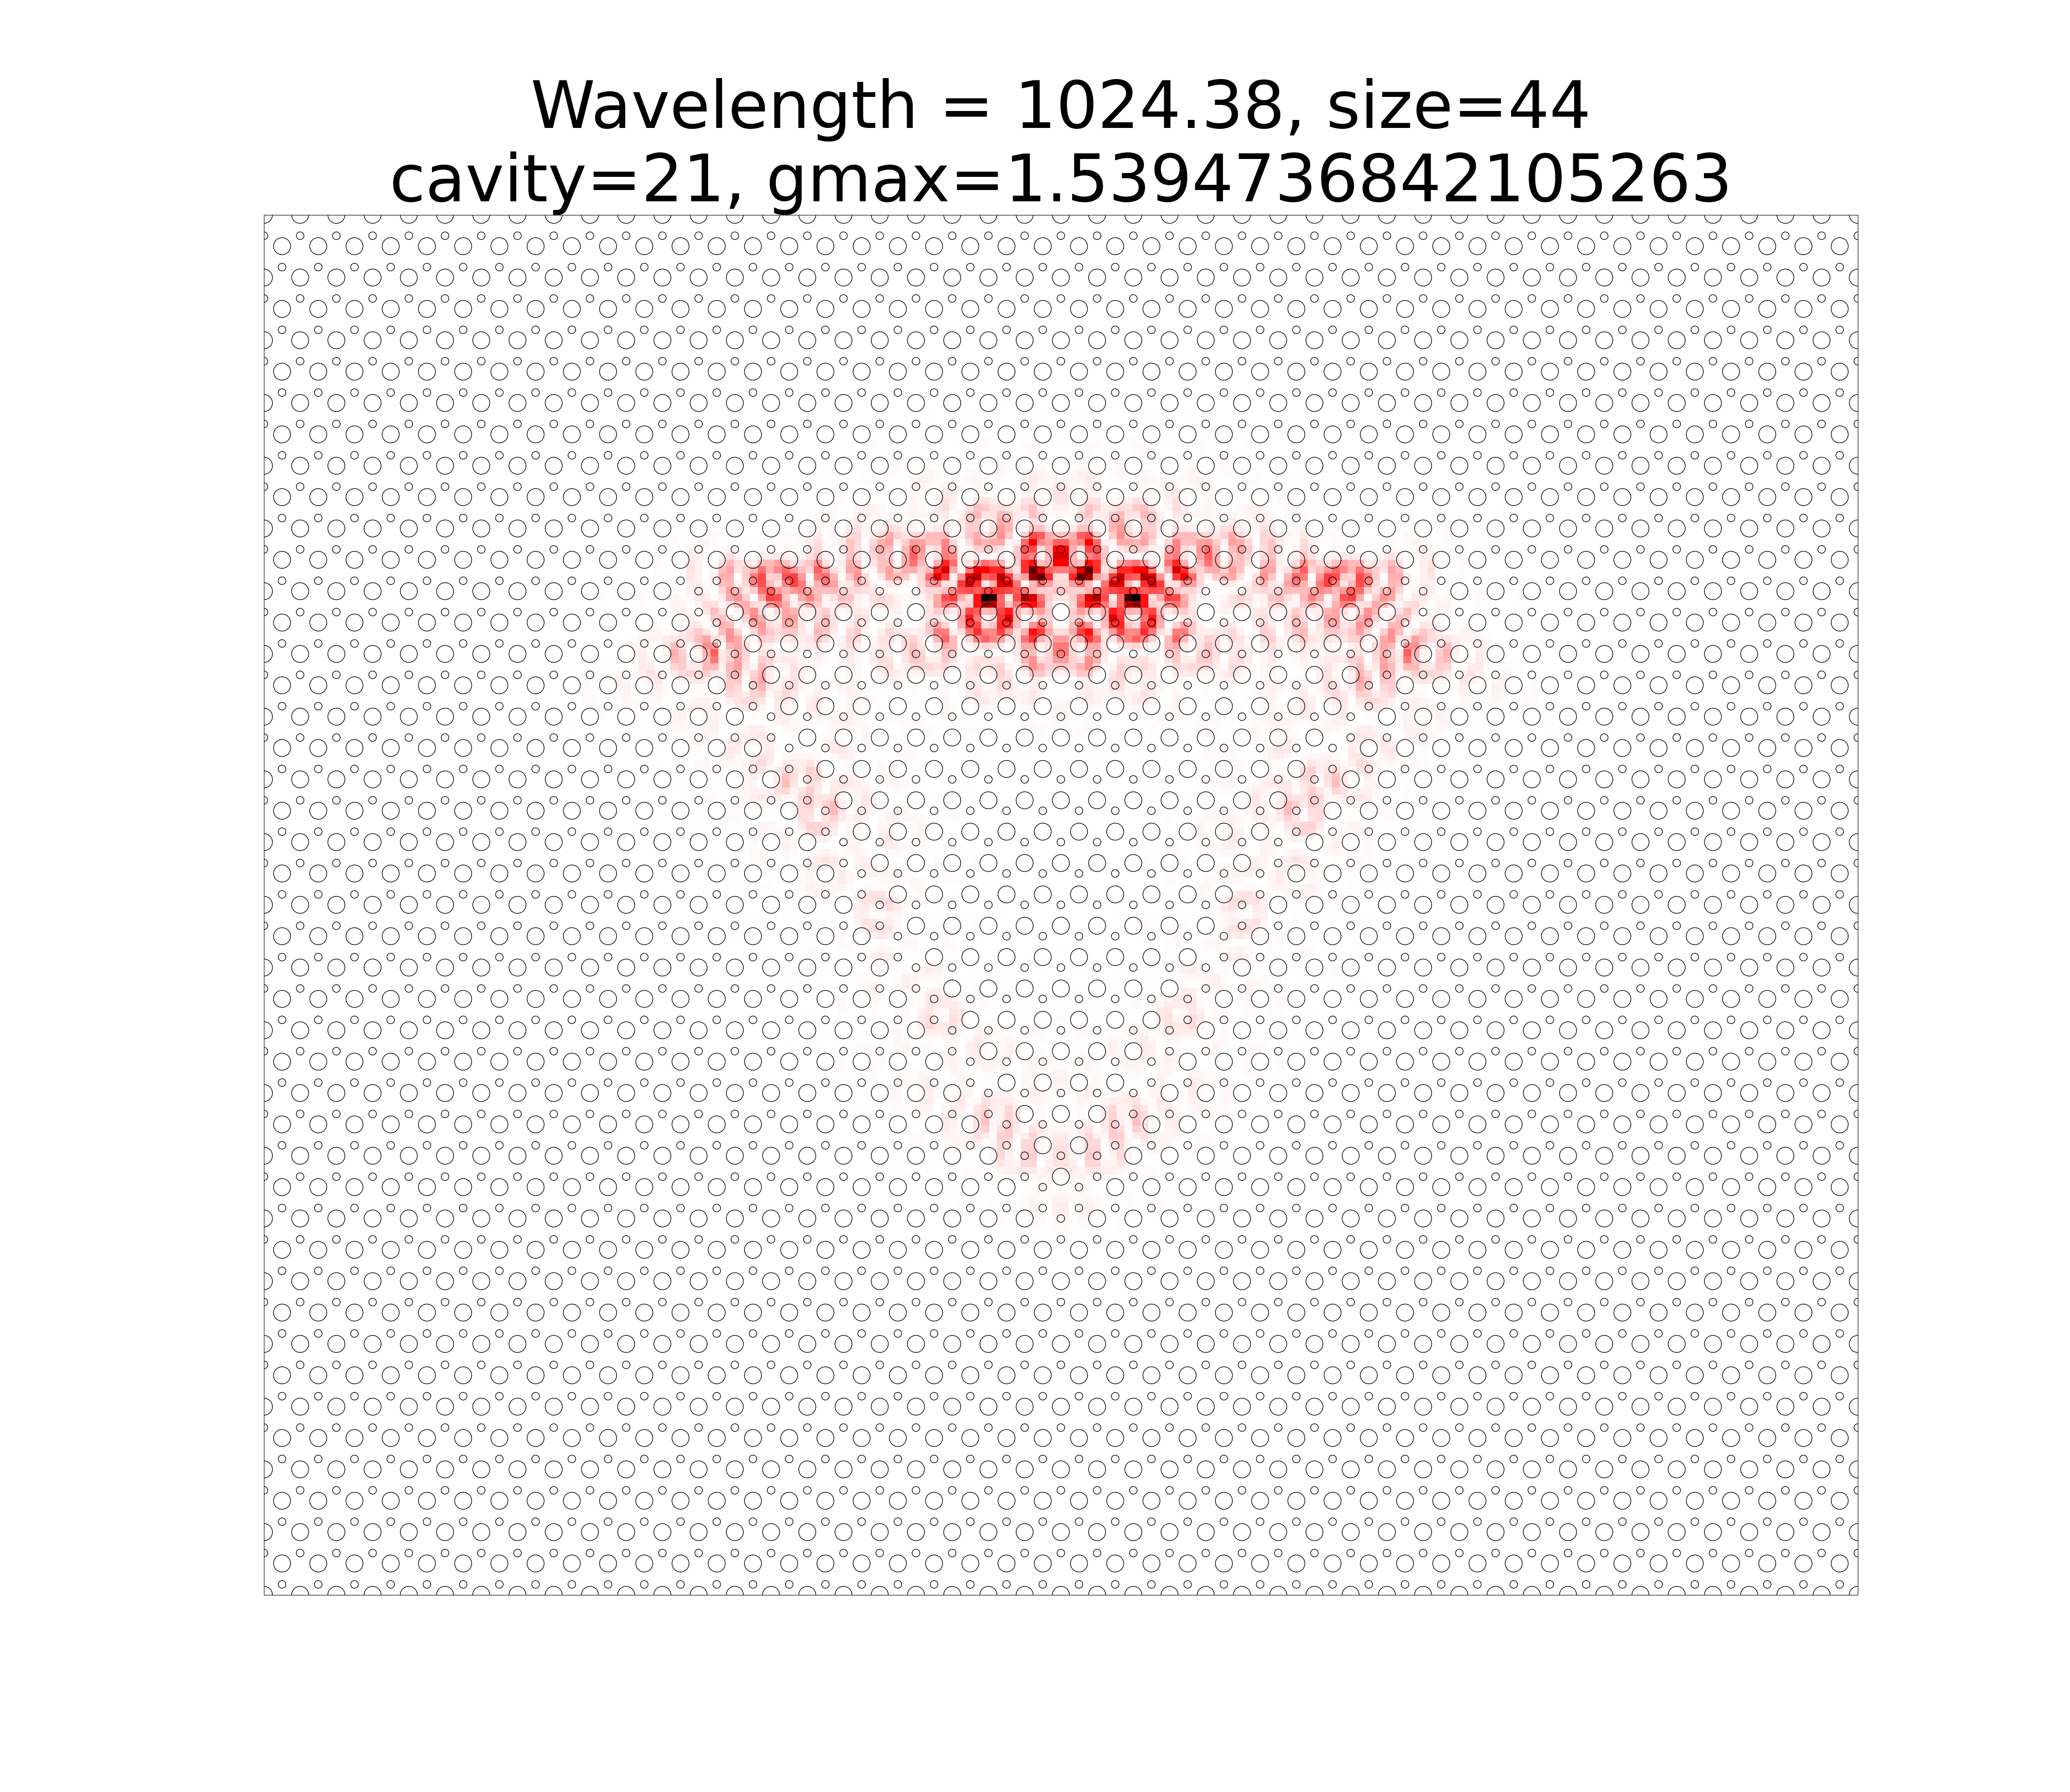 Wavelength = 1024.38, size=44
cavity=21, gmax=1.5394736842105263